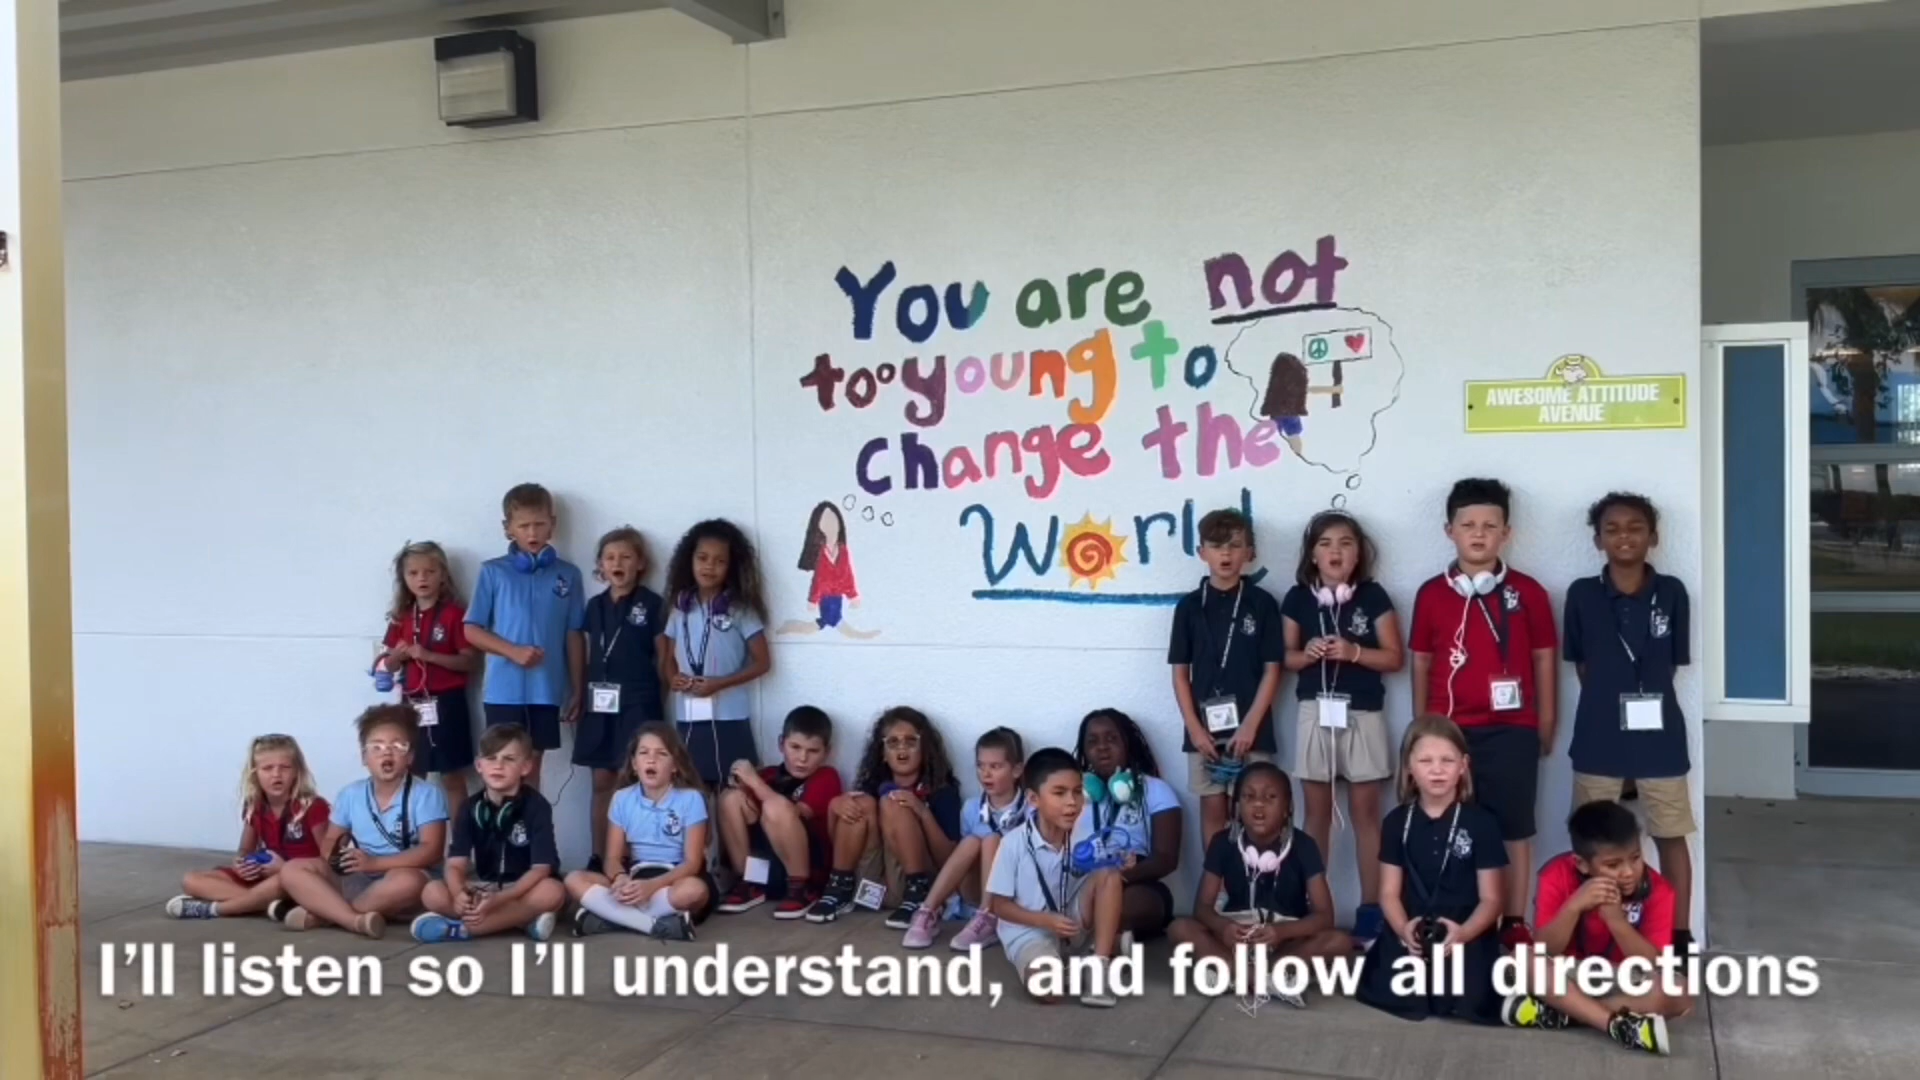 You are not
too young to
change the
World
AWESOME ATTITUDE
AVENUE
I'll listen so I'll understand, and follow all directions